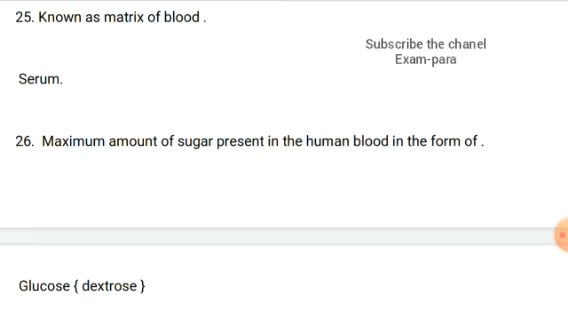 25. Known as matrix of blood .
Subscribe the chanel
Exam-para
Serum.
26. Maximum amount of sugar present in the human blood in the form of .
Glucose { dextrose }